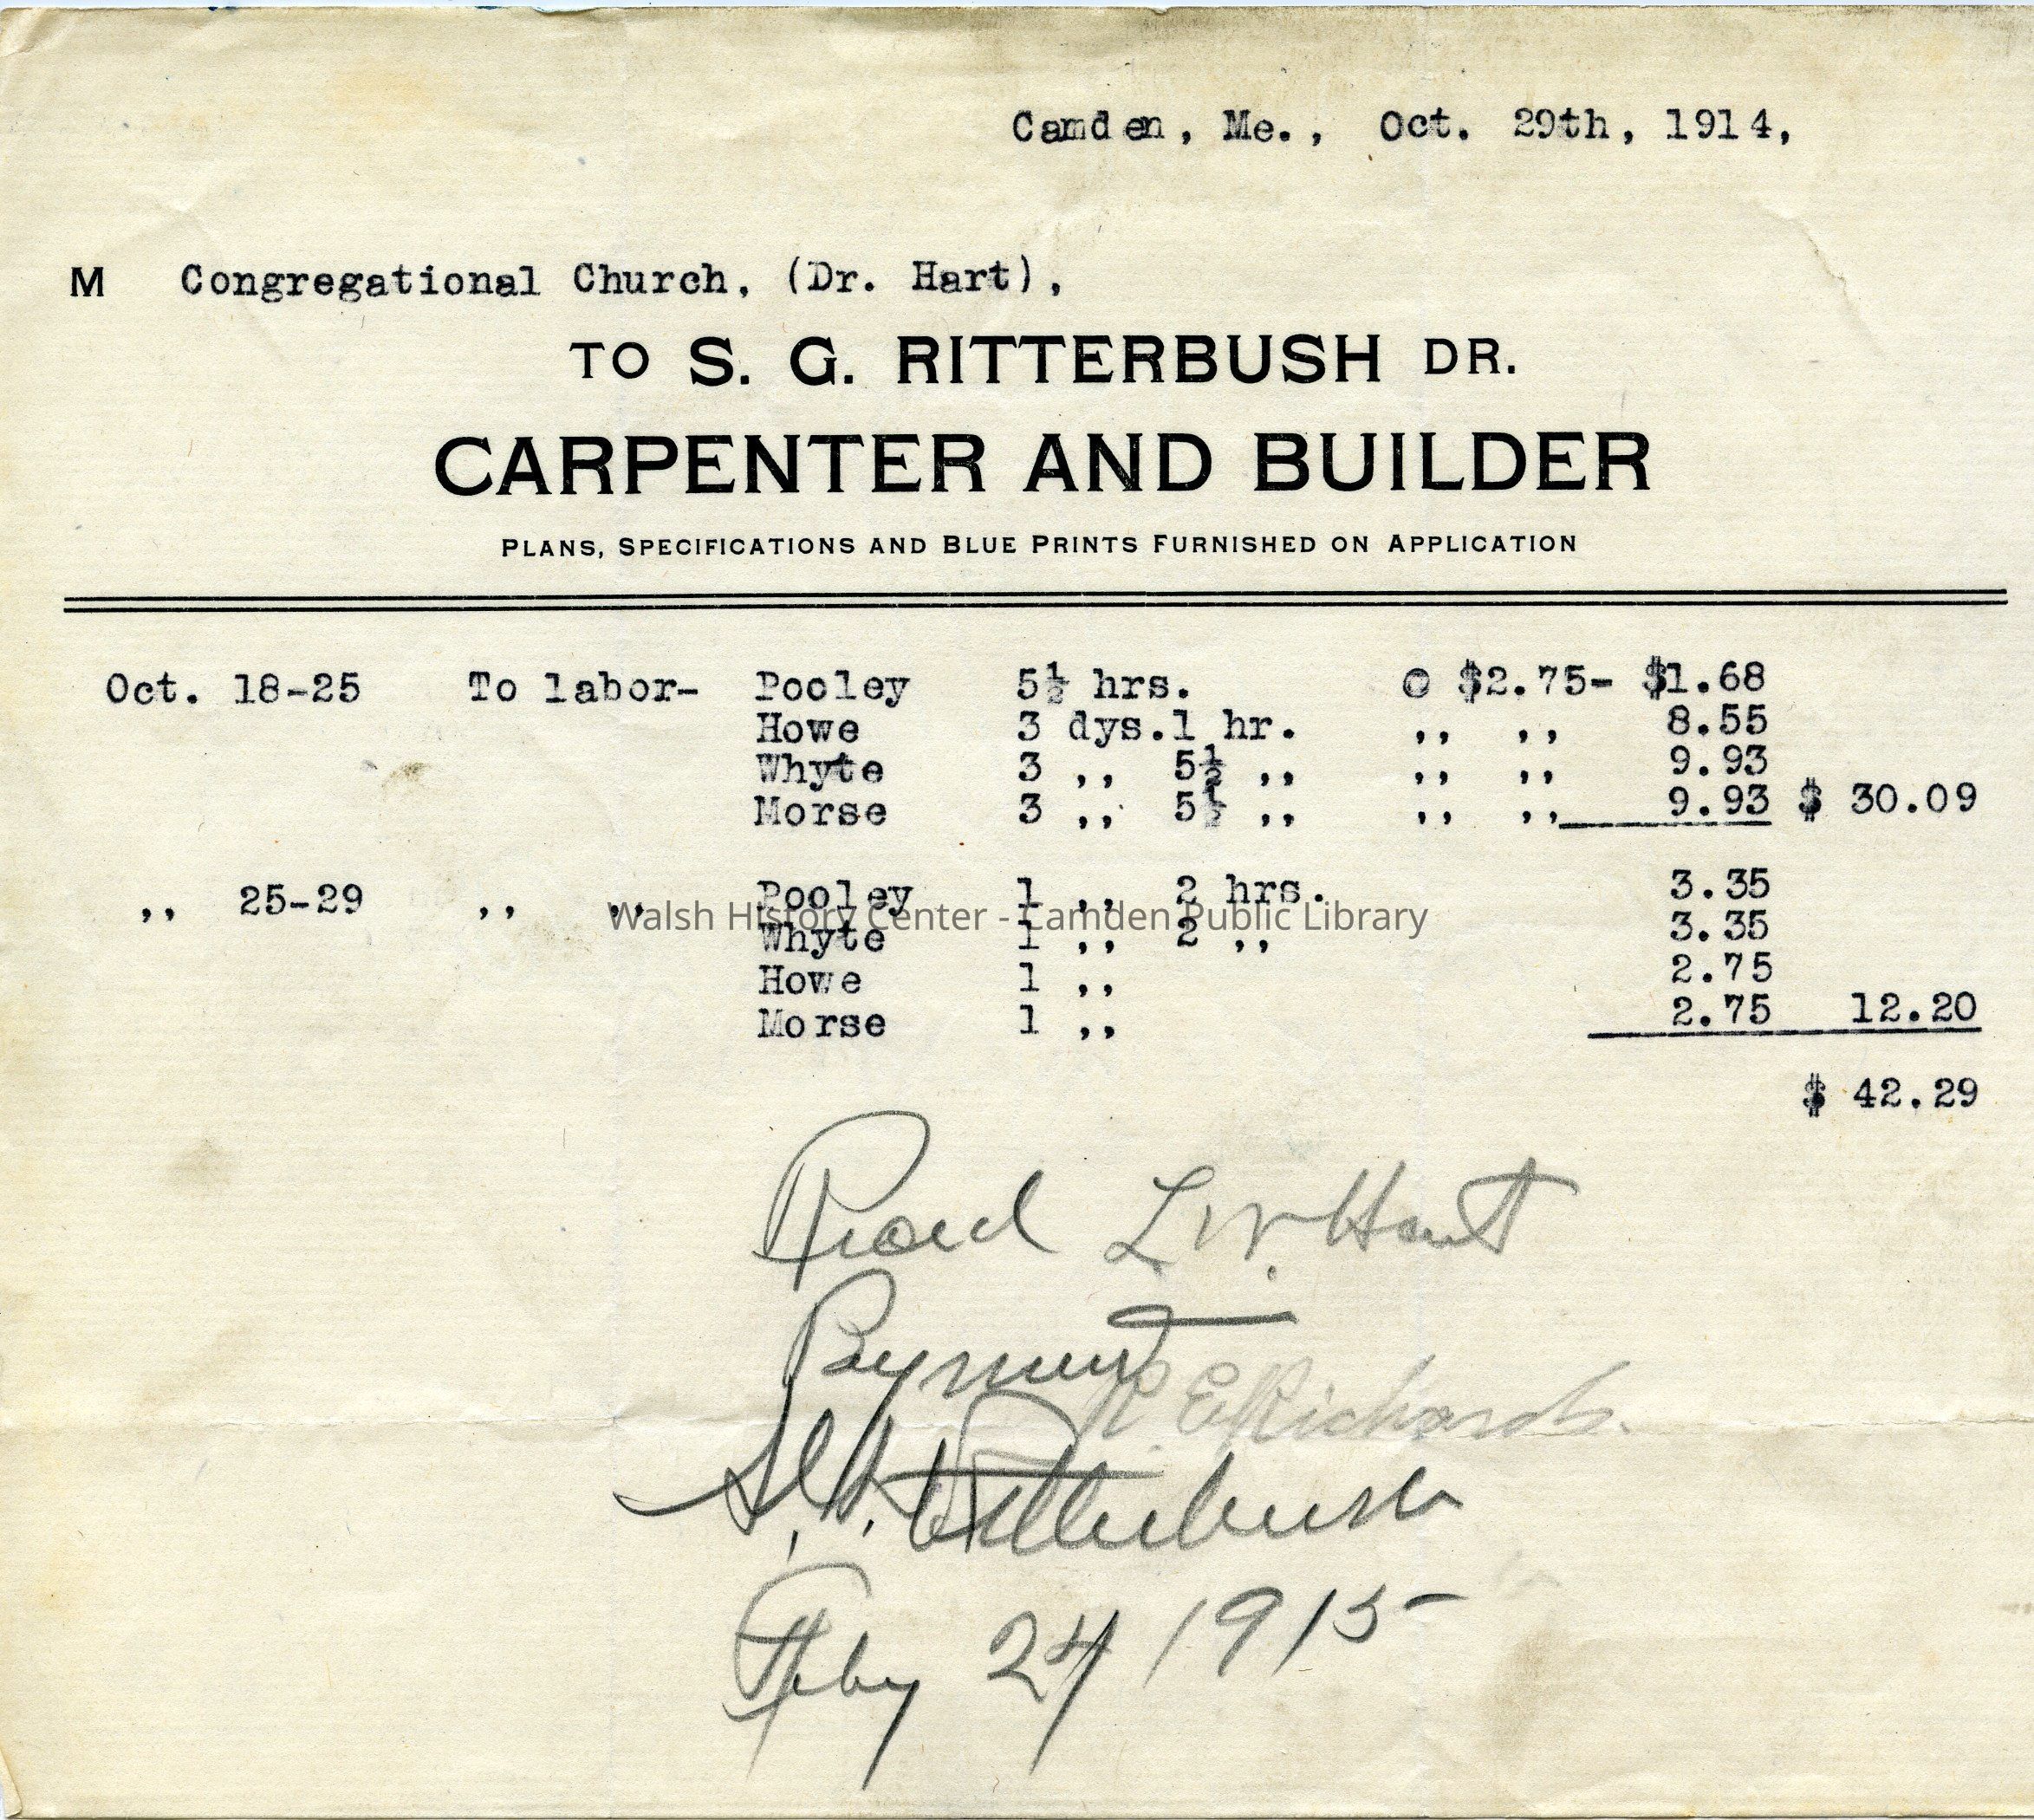 Camden, Me., Oct. 29th, 1914,
M Congregational Church, (Dr. Hart),
TO S. G. RITTERBUSH DR.
CARPENTER AND BUILDER
PLANS, SPECIFICATIONS AND BLUE PRINTS FURNISHED ON APPLICATION
Oct. 18-25 To labor- Pooley 5½ hrs. @ $2.75- $1.68
Howe 3 dys.1 hr. ,, ,, 8.55
Whyte 3 ,, 5½ ,, ,, ,, 9.93
Morse 3 ,, 5½ ,, ,, ,, 9.93 $ 30.09
,, 25-29 ,, ,, Pooley 1 ,, 2 hrs. 3.35
Walsh History Center - Camden Public Library
Whyte 1 ,, 2 ,, 3.35
Howe 1 ,, 2.75
Morse 1 ,, 2.75 12.20
$ 42.29
L W. Hart
Payment
R. E Richards.
S. G. Ritterbush
Feby 24 1915